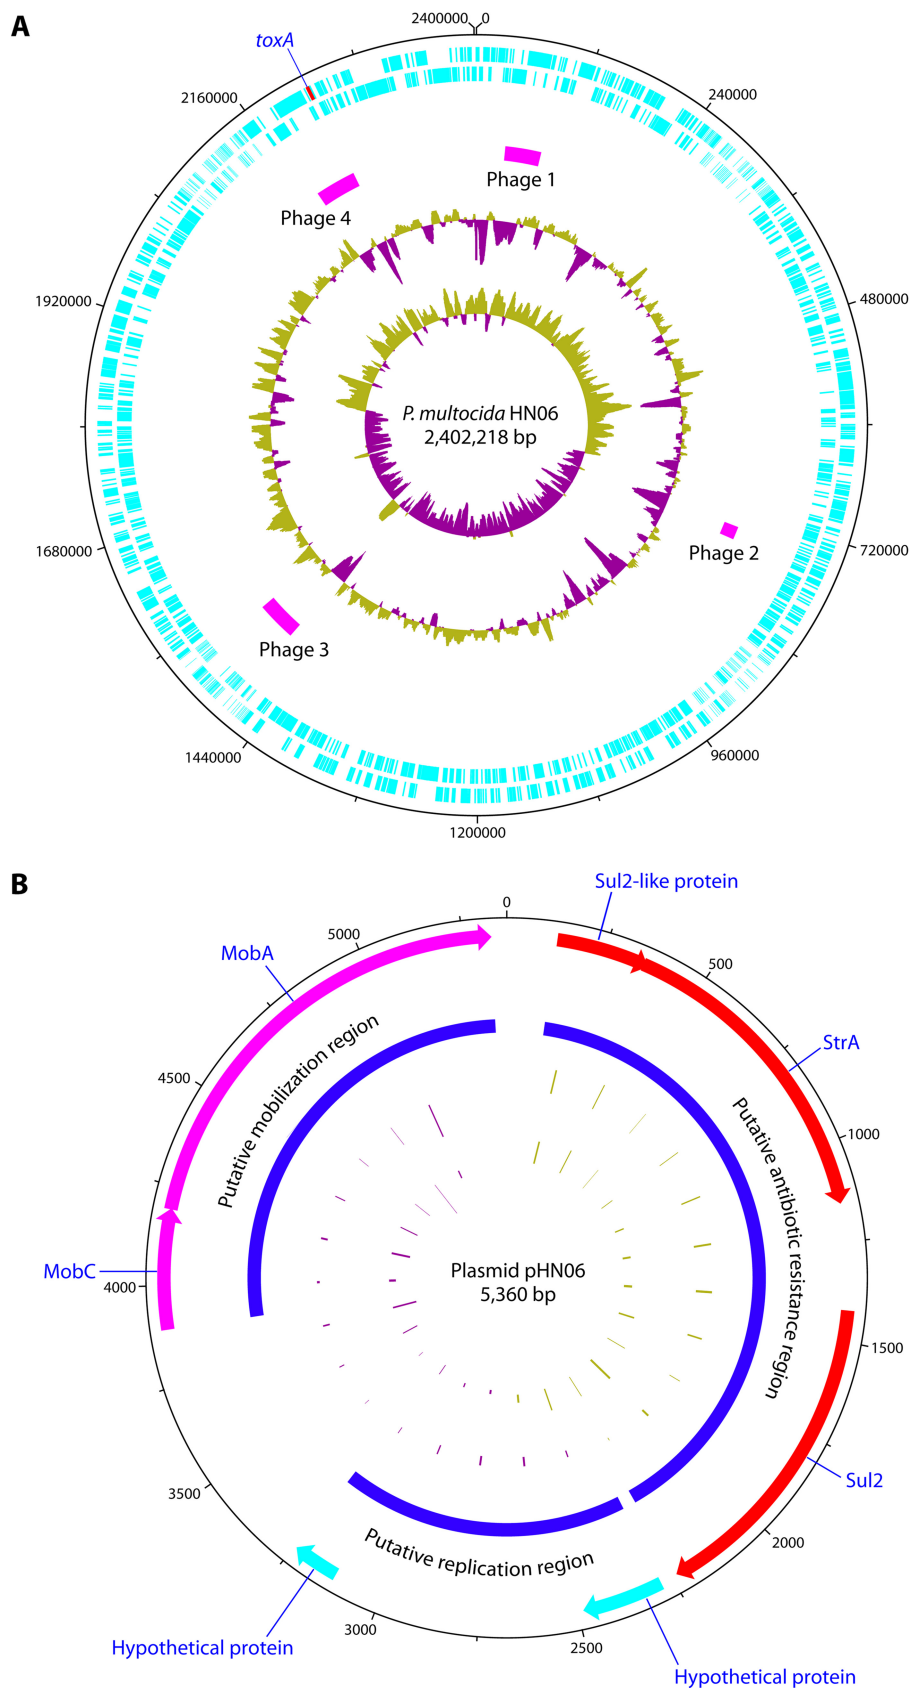 A
2400000
0
toxA
2160000
240000
Phage 1
Phage 4
1920000
480000
P. multocida HN06
2,402,218 bp
1680000
720000
Phage 2
Phage 3
1440000
960000
1200000
B
Sul2-like protein
0
5000
500
MobA
StrA
4500
1000
Putative mobilization region
Putative antibiotic resistance region
MobC
4000
Plasmid pHN06
5,360 bp
1500
3500
Sul2
2000
Putative replication region
3000
2500
Hypothetical protein
Hypothetical protein